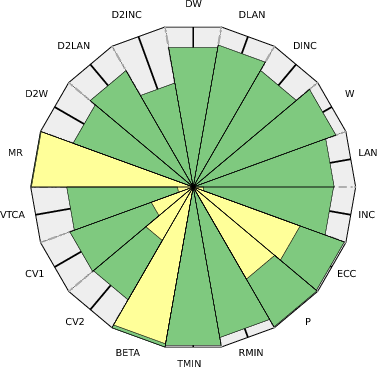 DW
DLAN
DINC
W
LAN
INC
ECC
P
RMIN
TMIN
BETA
CV2
CV1
VTCA
MR
D2W
D2LAN
D2INC